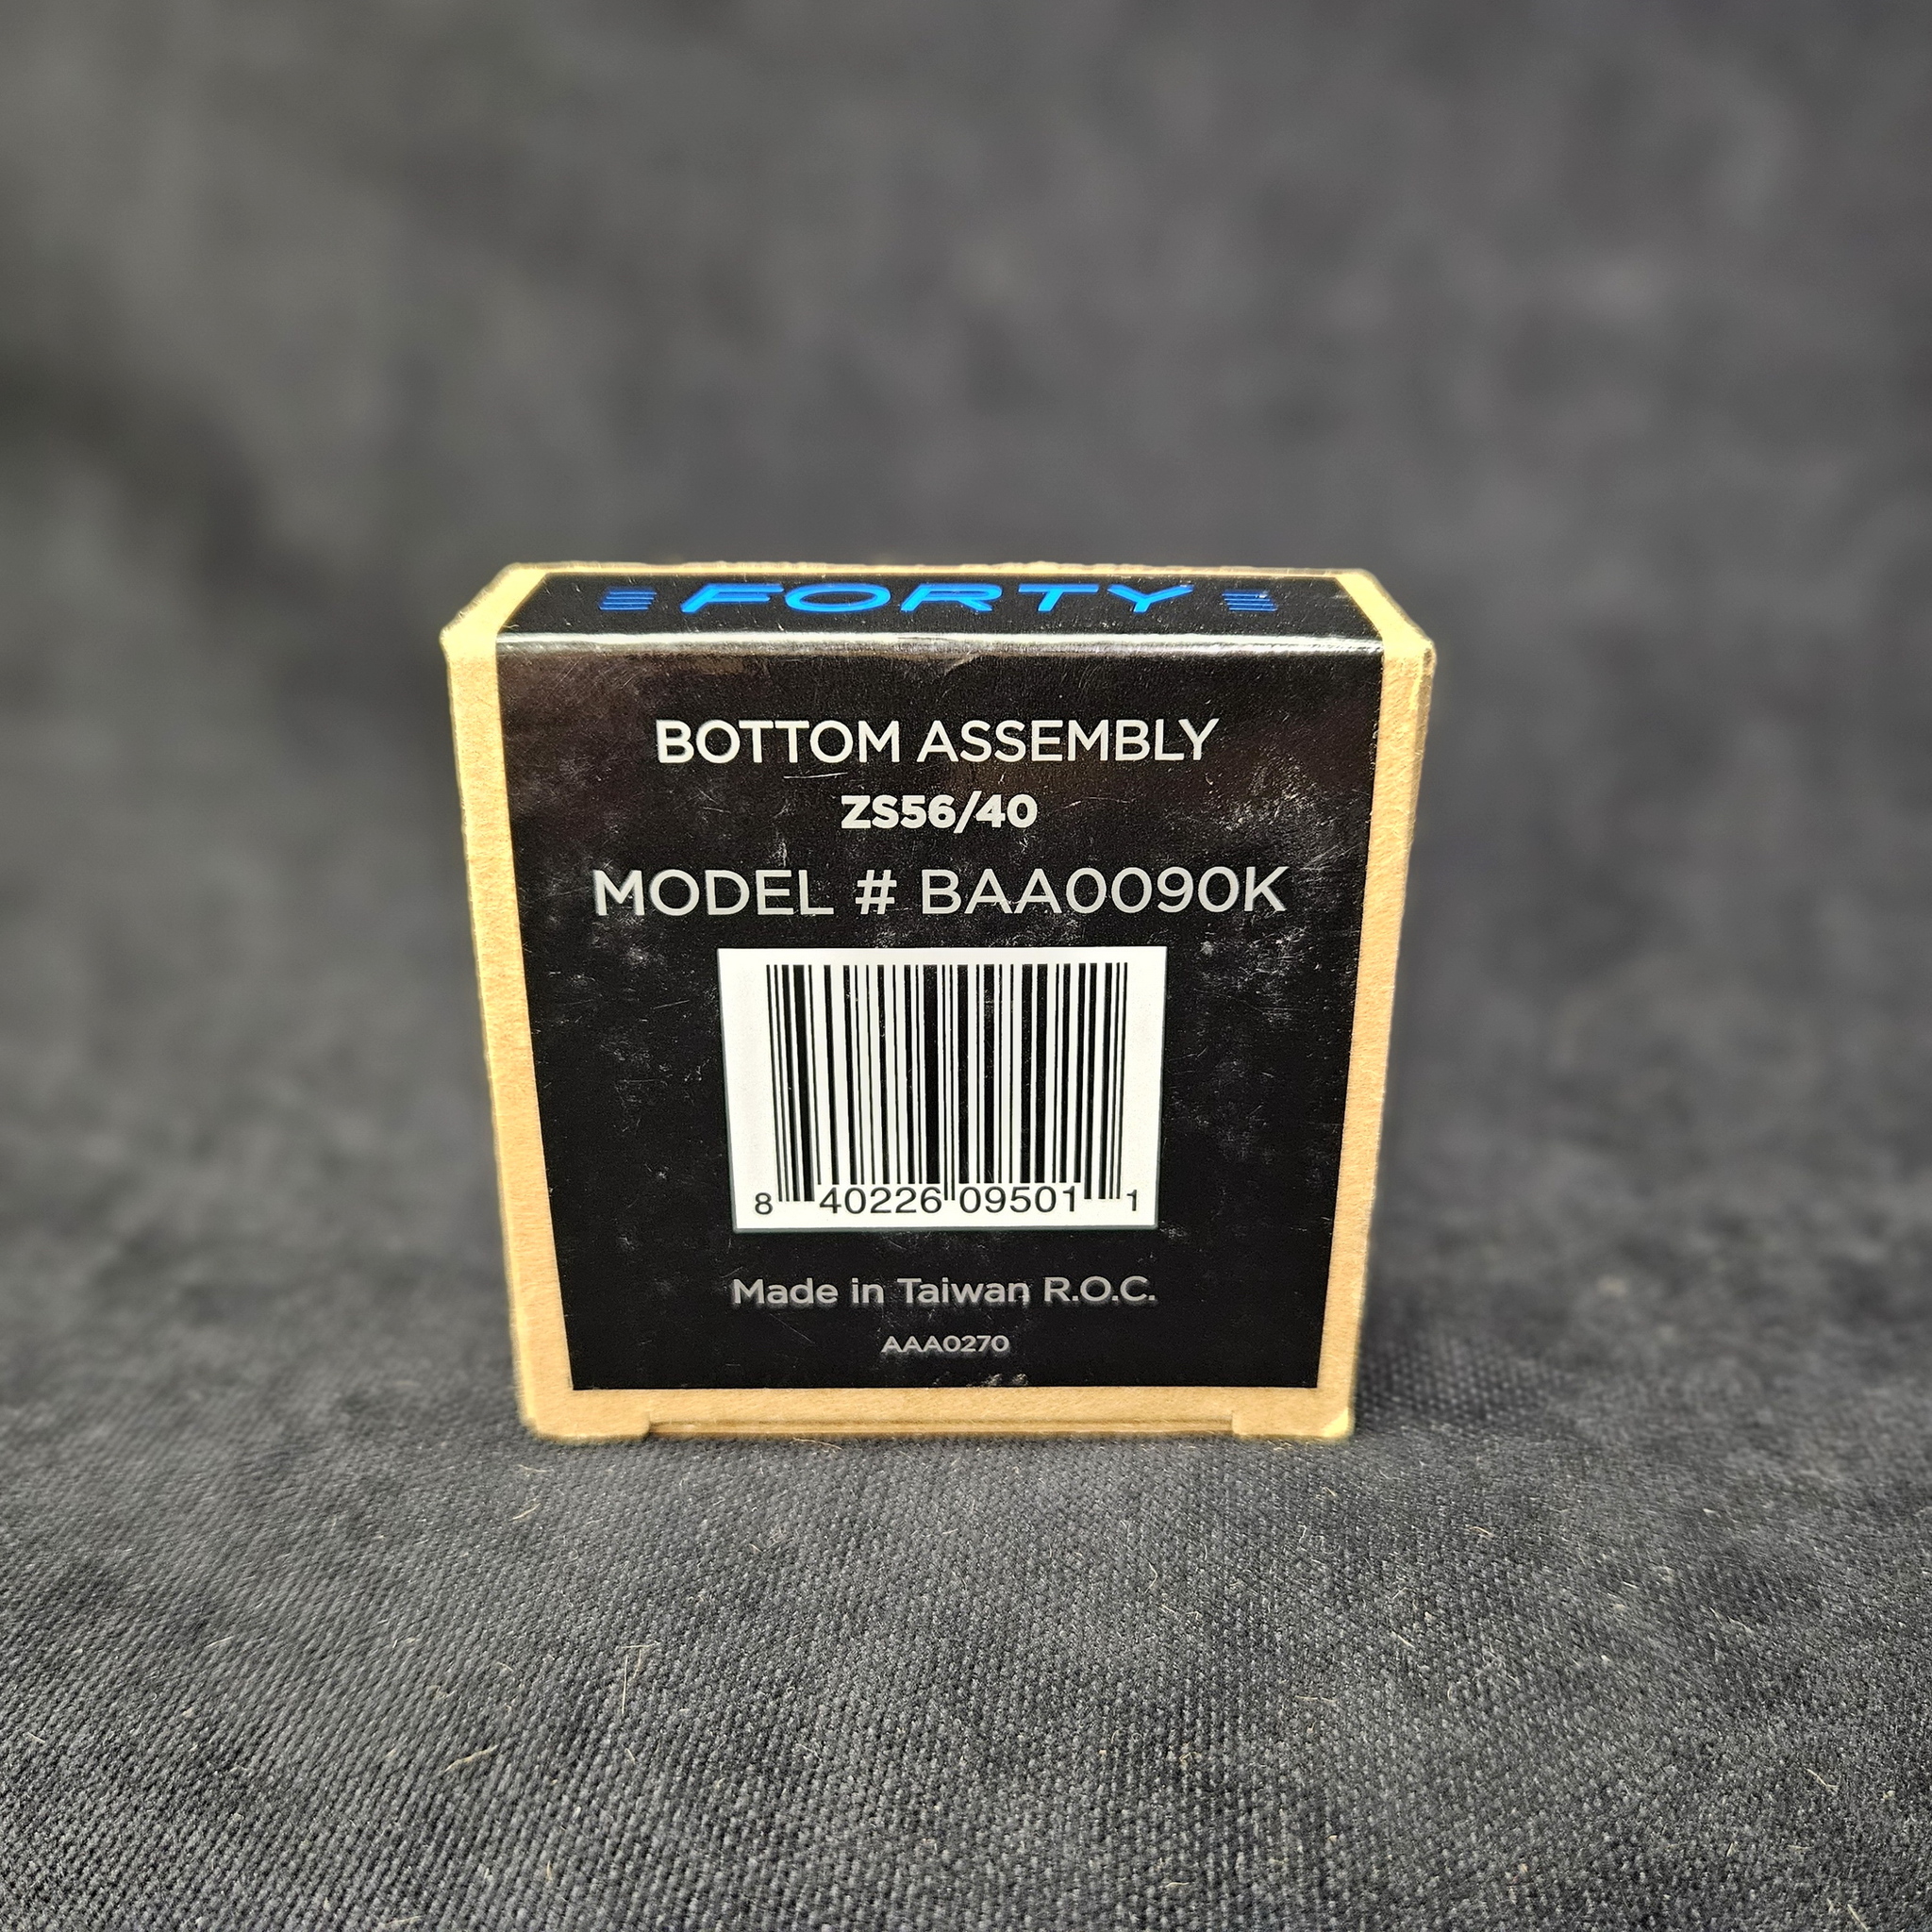 FORTY
BOTTOM ASSEMBLY
ZS56/40
MODEL # BAA0090K
8 40226 09501 1
Made in Taiwan R.O.C.
AAA0270